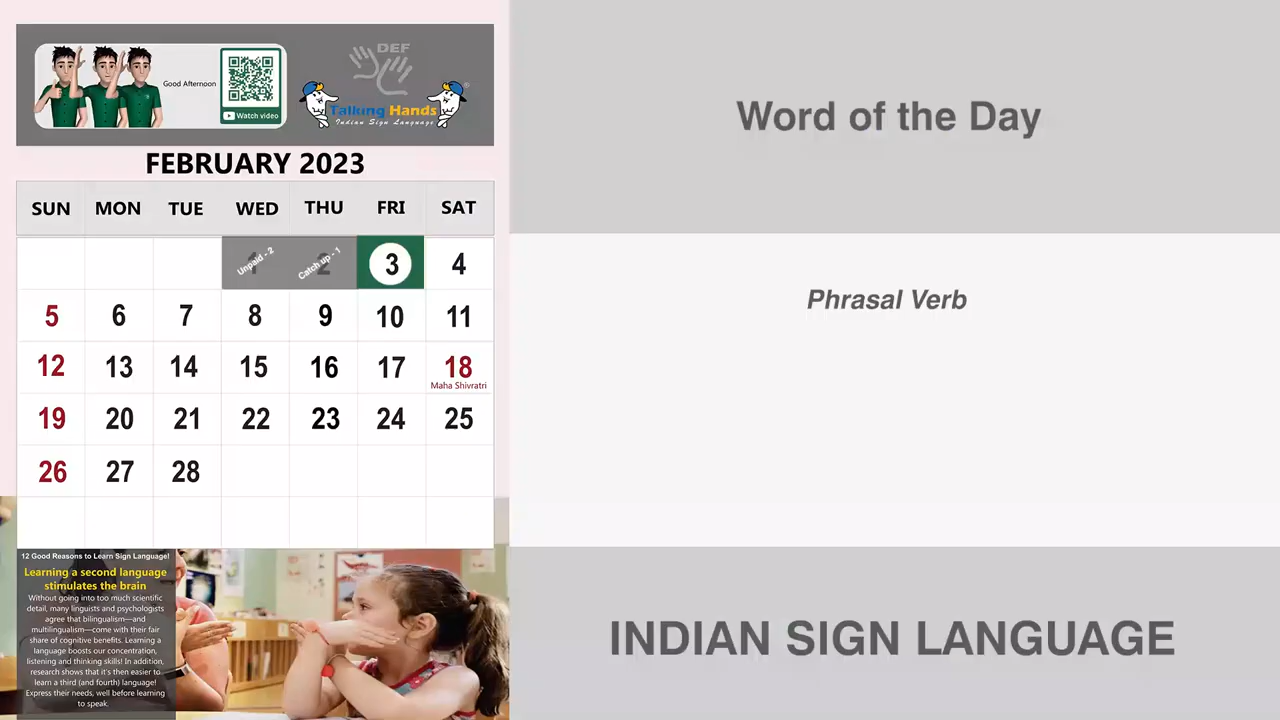 Good Afternoon
Watch video
DEF
Talking Hands
Indian Sign Language
FEBRUARY 2023
SUN MON TUE WED THU FRI SAT
1 2 3 4
Unpaid - 2
Catch up - 1
5 6 7 8 9 10 11
12 13 14 15 16 17 18
Maha Shivratri
19 20 21 22 23 24 25
26 27 28
12 Good Reasons to Learn Sign Language!
Learning a second language
stimulates the brain
Without going into too much scientific
detail, many linguists and psychologists
agree that bilingualism—and
multilingualism—come with their fair
share of cognitive benefits. Learning a
language boosts our concentration,
listening and thinking skills! In addition,
research shows that it's then easier to
learn a third (and fourth) language!
Express their needs, well before learning
to speak.
Word of the Day
Phrasal Verb
INDIAN SIGN LANGUAGE